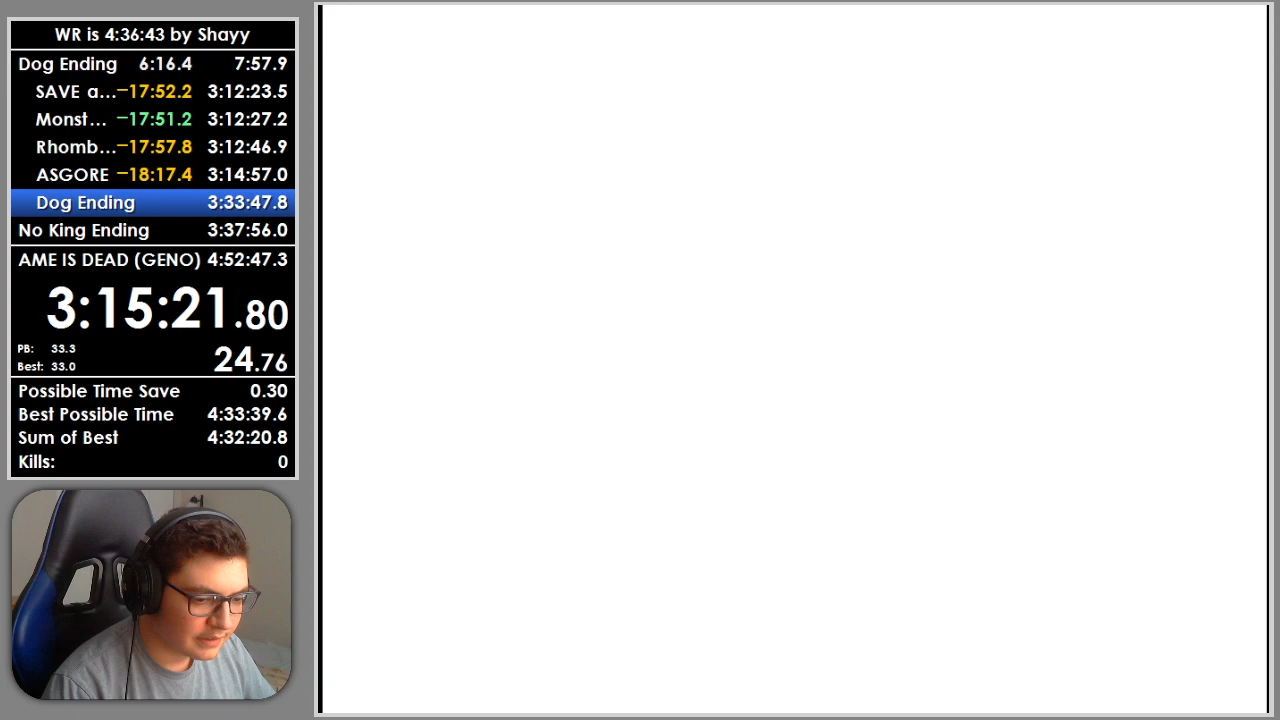 WR is 4:36:43 by Shayy
Dog Ending 6:16.4 7:57.9
SAVE a... −17:52.2 3:12:23.5
Monst... −17:51.2 3:12:27.2
Rhomb... −17:57.8 3:12:46.9
ASGORE −18:17.4 3:14:57.0
Dog Ending 3:33:47.8
No King Ending 3:37:56.0
AME IS DEAD (GENO) 4:52:47.3
3:15:21.80
PB: 33.3
Best: 33.0
24.76
Possible Time Save 0.30
Best Possible Time 4:33:39.6
Sum of Best 4:32:20.8
Kills: 0